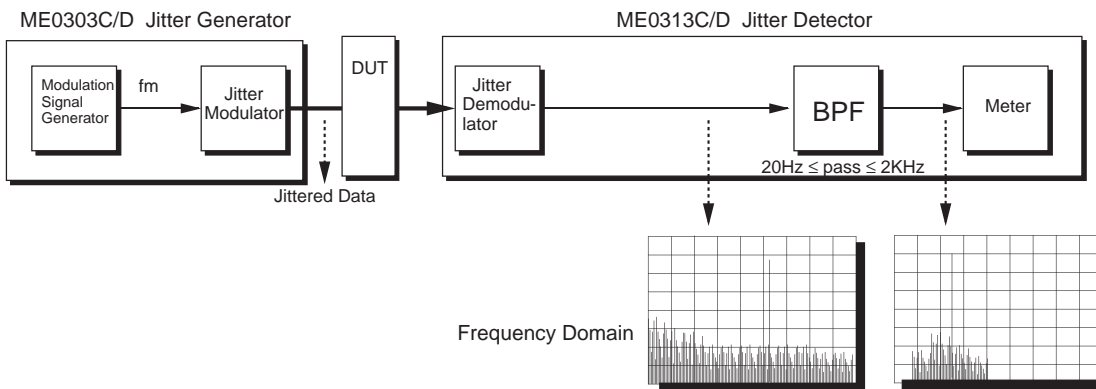 ME0303C/D Jitter Generator
ME0313C/D Jitter Detector
Modulation
Signal
Generator
fm
Jitter
Modulator
DUT
Jitter
Demodu-
lator
BPF
Meter
20Hz ≤ pass ≤ 2KHz
Jittered Data
Frequency Domain